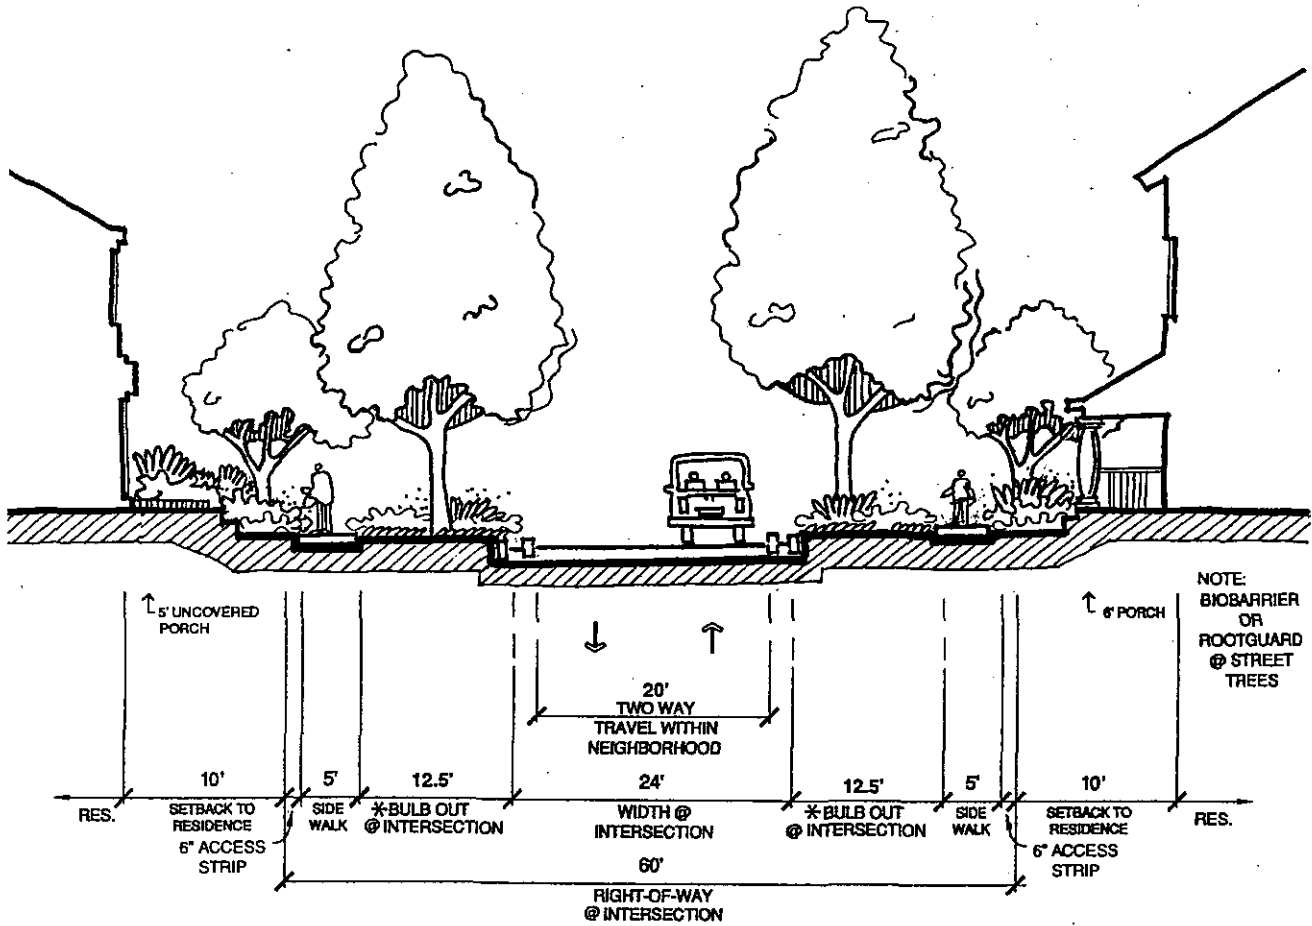 5' UNCOVERED
PORCH
6' PORCH
NOTE:
BIOBARRIER
OR
ROOTGUARD
@ STREET
TREES
20'
TWO WAY
TRAVEL WITHIN
NEIGHBORHOOD
10'
5'
12.5'
24'
12.5'
5'
10'
RES.
SETBACK TO
RESIDENCE
SIDE
WALK
*BULB OUT
@ INTERSECTION
WIDTH @
INTERSECTION
*BULB OUT
@ INTERSECTION
SIDE
WALK
SETBACK TO
RESIDENCE
RES.
6" ACCESS
STRIP
6" ACCESS
STRIP
60'
RIGHT-OF-WAY
@ INTERSECTION